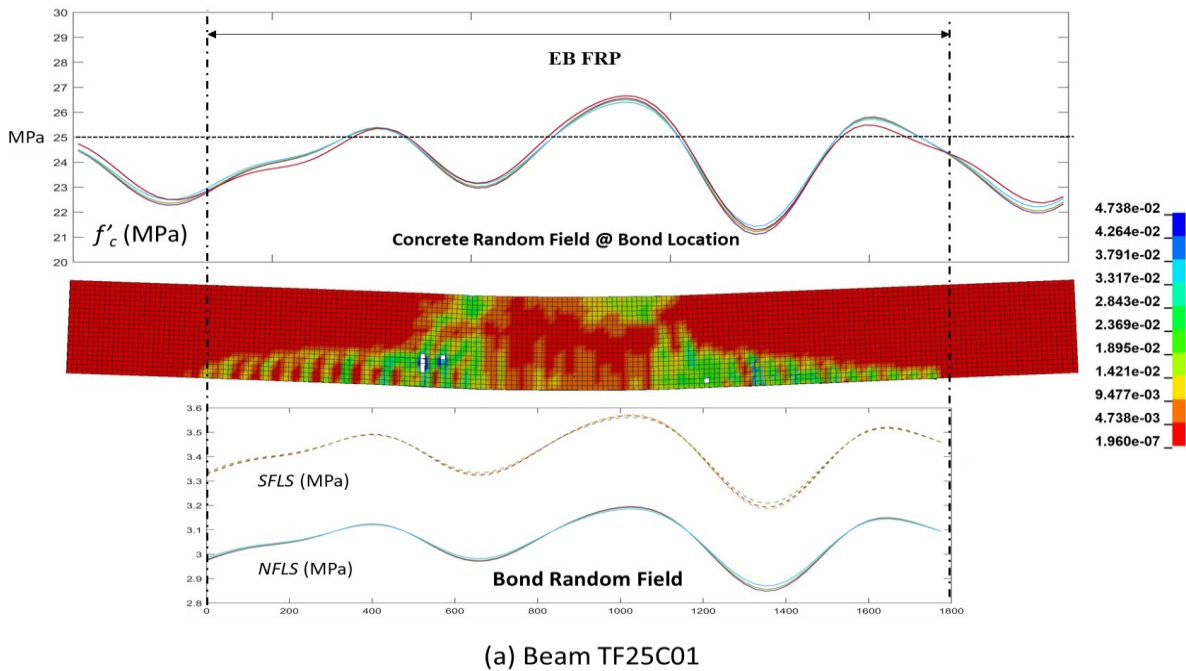 30
29
28
27
26
25
24
23
22
21
20
MPa
EB FRP
f'c (MPa)
Concrete Random Field @ Bond Location
4.738e-02
4.264e-02
3.791e-02
3.317e-02
2.843e-02
2.369e-02
1.895e-02
1.421e-02
9.477e-03
4.738e-03
1.960e-07
3.6
3.5
3.4
3.3
3.2
3.1
3
2.9
2.8
SFLS (MPa)
NFLS (MPa)
Bond Random Field
0 200 400 600 800 1000 1200 1400 1600 1800
(a) Beam TF25C01